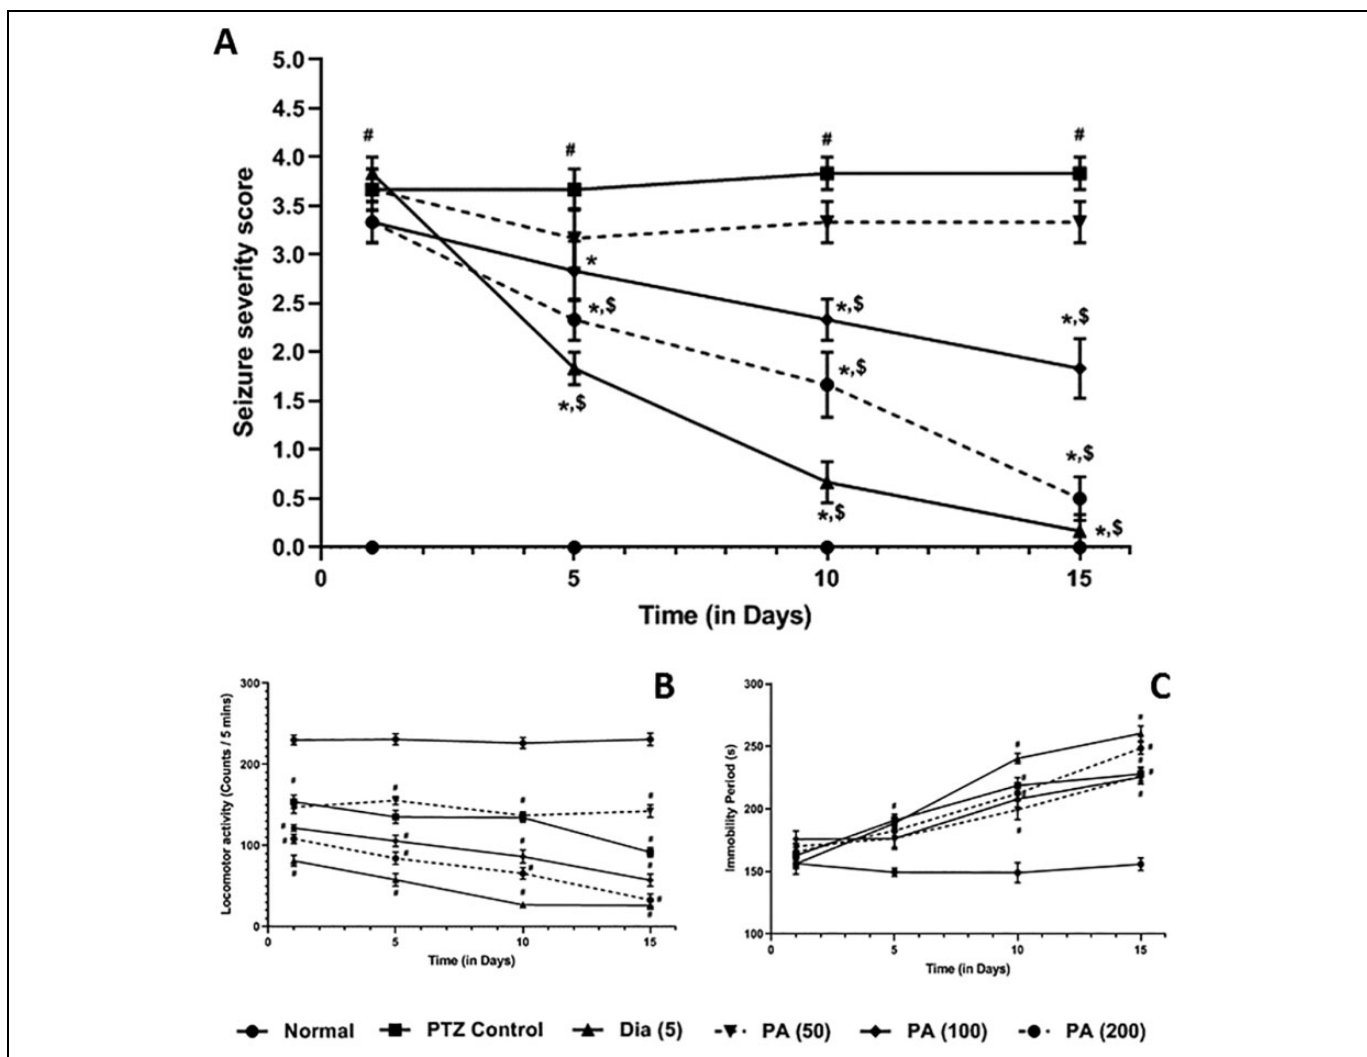 A
Seizure severity score
5.0
4.5
4.0
3.5
3.0
2.5
2.0
1.5
1.0
0.5
0.0
# # # #
*
*,$ *,$ *,$
*,$ *,$
*,$ *,$ *,$
0 5 10 15
Time (in Days)
B
Locomotor activity (Counts / 5 mins)
300
200
100
0
0 5 10 15
Time (in Days)
C
Immobility Period (s)
300
250
200
150
100
0 5 10 15
Time (in Days)
Normal PTZ Control Dia (5) PA (50) PA (100) PA (200)